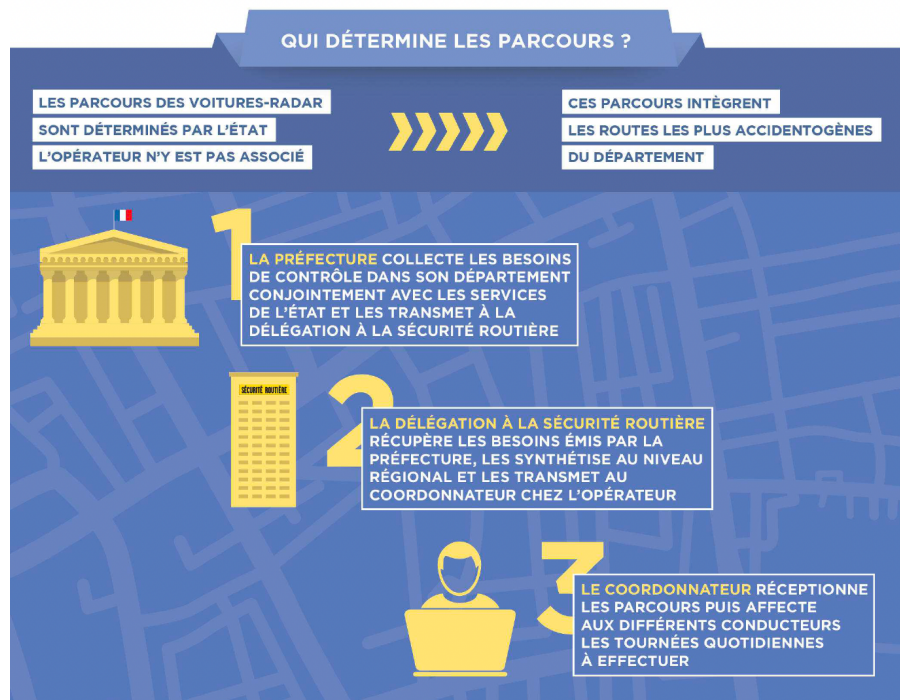 QUI DÉTERMINE LES PARCOURS ?
LES PARCOURS DES VOITURES-RADAR
SONT DÉTERMINÉS PAR L'ÉTAT
L'OPÉRATEUR N'Y EST PAS ASSOCIÉ
CES PARCOURS INTÈGRENT
LES ROUTES LES PLUS ACCIDENTOGÈNES
DU DÉPARTEMENT
1
LA PRÉFECTURE COLLECTE LES BESOINS
DE CONTRÔLE DANS SON DÉPARTEMENT
CONJOINTEMENT AVEC LES SERVICES
DE L'ÉTAT ET LES TRANSMET À LA
DÉLÉGATION À LA SÉCURITÉ ROUTIÈRE
SÉCURITÉ ROUTIÈRE
2
LA DÉLÉGATION À LA SÉCURITÉ ROUTIÈRE
RÉCUPÈRE LES BESOINS ÉMIS PAR LA
PRÉFECTURE, LES SYNTHÉTISE AU NIVEAU
RÉGIONAL ET LES TRANSMET AU
COORDONNATEUR CHEZ L'OPÉRATEUR
3
LE COORDONNATEUR RÉCEPTIONNE
LES PARCOURS PUIS AFFECTE
AUX DIFFÉRENTS CONDUCTEURS
LES TOURNÉES QUOTIDIENNES
À EFFECTUER